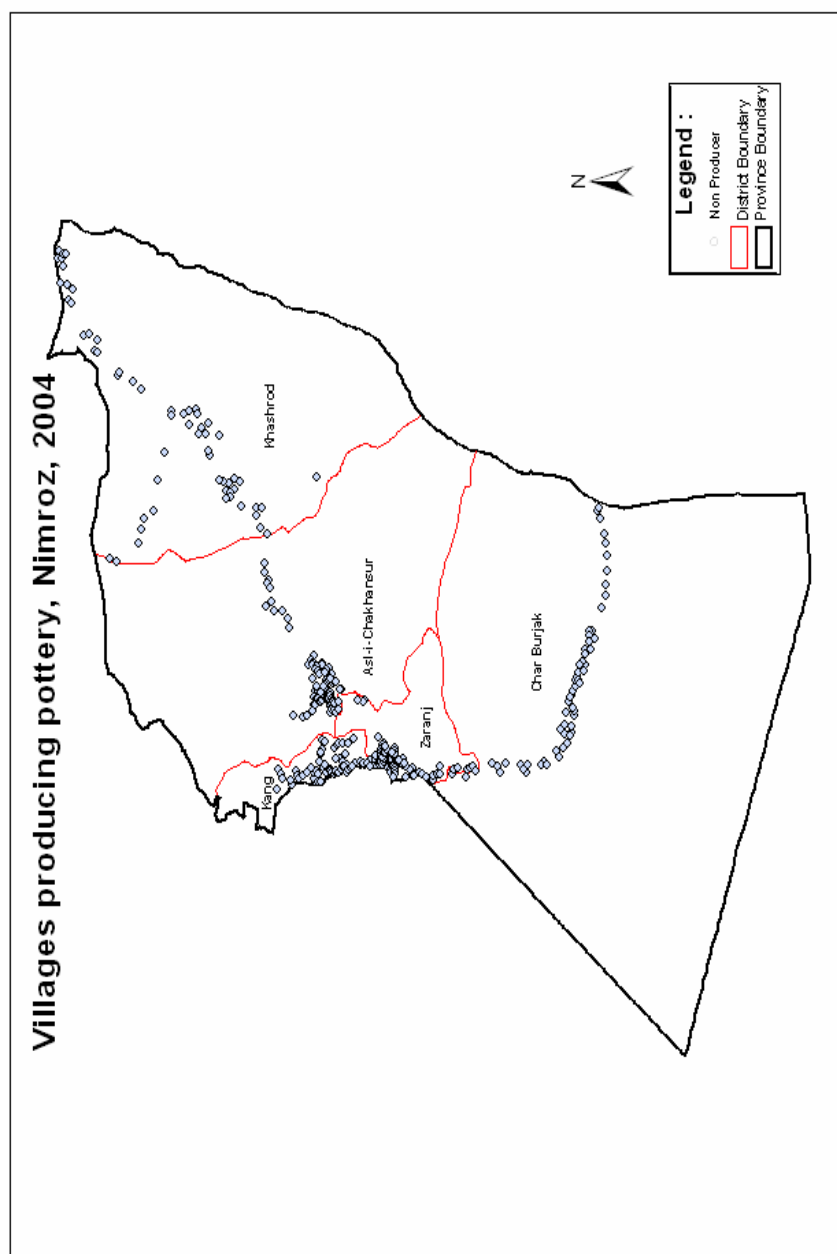 Villages producing pottery, Nimroz, 2004
Khashrod
Kang
Asl-i-Chakhansur
Zaranj
Char Burjak
N
Legend :
Non Producer
District Boundary
Province Boundary